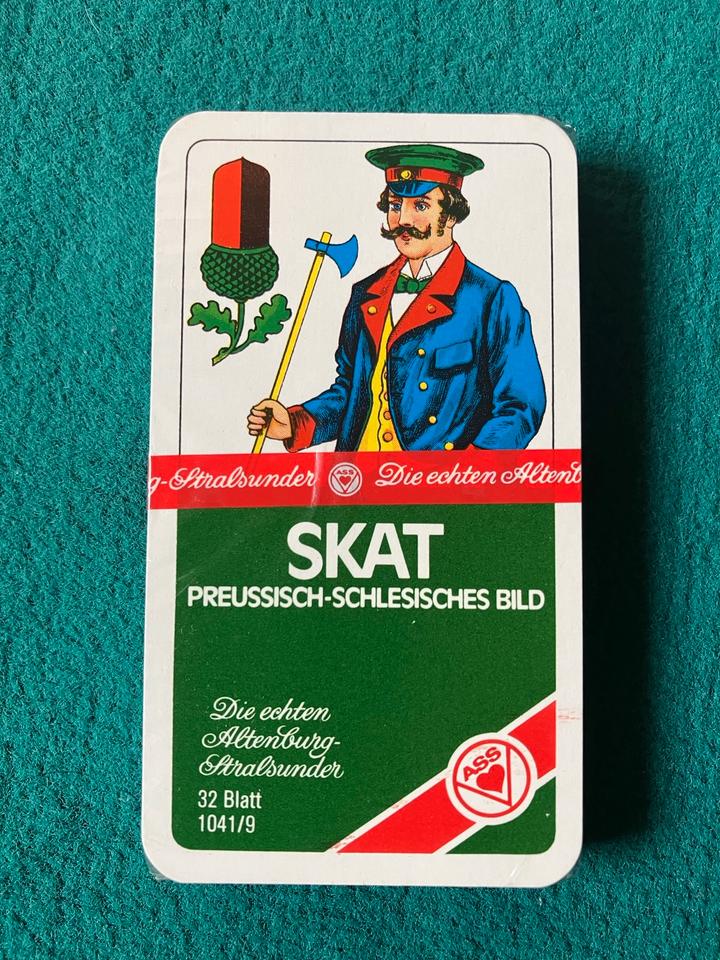 g-Stralsunder ASS Die echten Altenb
SKAT
PREUSSISCH-SCHLESISCHES BILD
Die echten
Altenburg-
Stralsunder
32 Blatt
1041/9
ASS